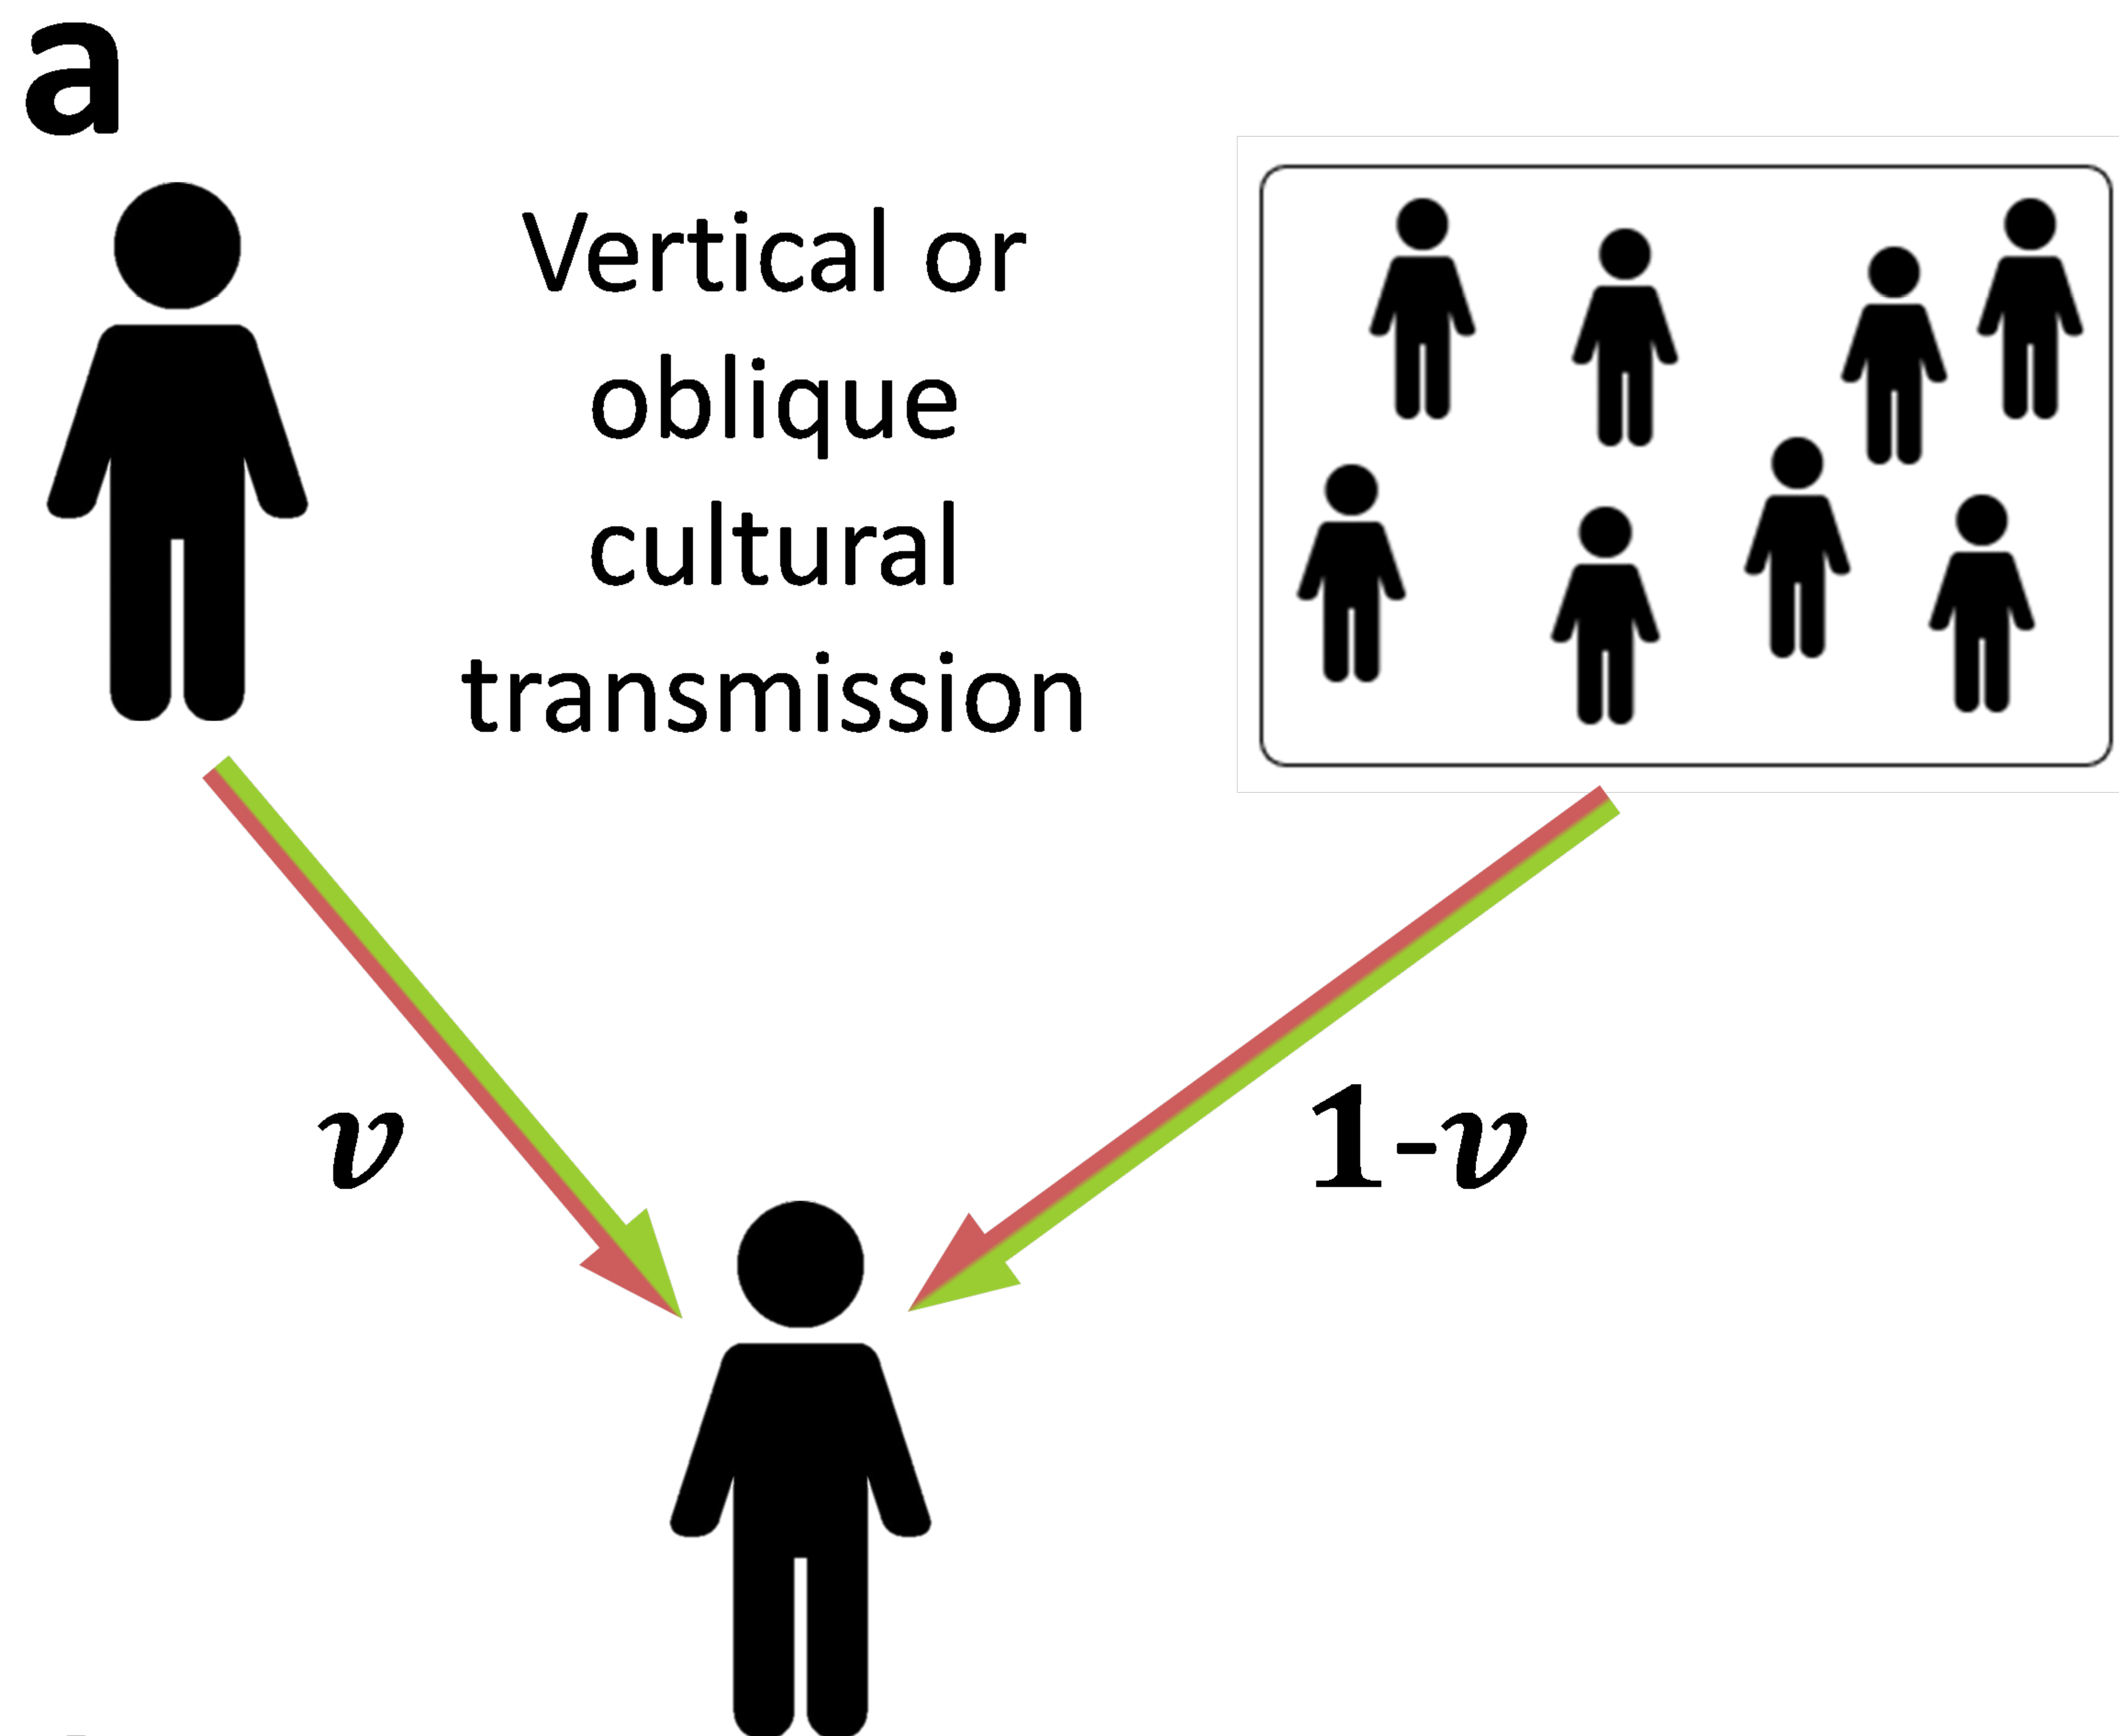 a
Vertical or
oblique
cultural
transmission
v
1-v